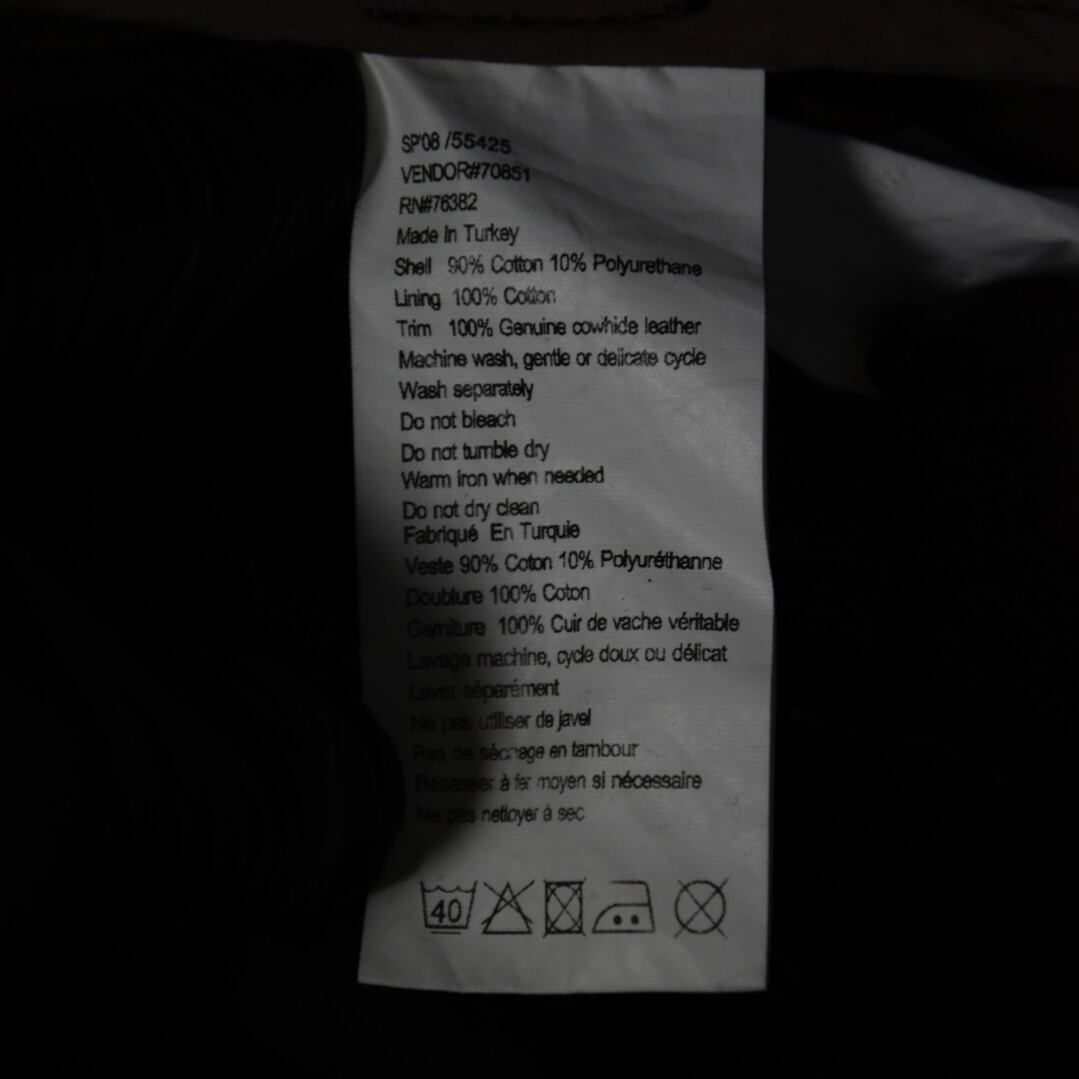 SP'08 /55425
VENDOR#70851
RN#76382
Made In Turkey
Shell 90% Cotton 10% Polyurethane
Lining 100% Cotton
Trim 100% Genuine cowhide leather
Machine wash, gentle or delicate cycle
Wash separately
Do not bleach
Do not tumble dry
Warm iron when needed
Do not dry clean
Fabriqué En Turquie
Veste 90% Coton 10% Polyuréthanne
Doublure 100% Coton
Garniture 100% Cuir de vache véritable
Lavage machine, cycle doux ou délicat
Laver séparément
Ne pas utiliser de javel
Pas de séchage en tambour
Repasser à fer moyen si nécessaire
Ne pas nettoyer à sec
40